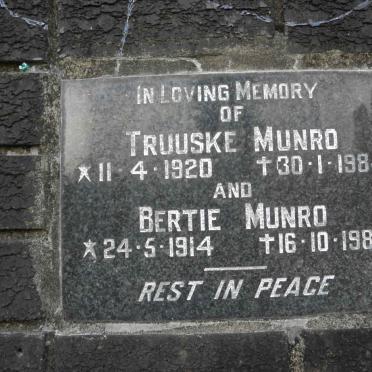 IN LOVING MEMORY
OF
TRUUSKE MUNRO
★11·4·1920 †30·1·198
AND
BERTIE MUNRO
★24·5·1914 †16·10·198
REST IN PEACE